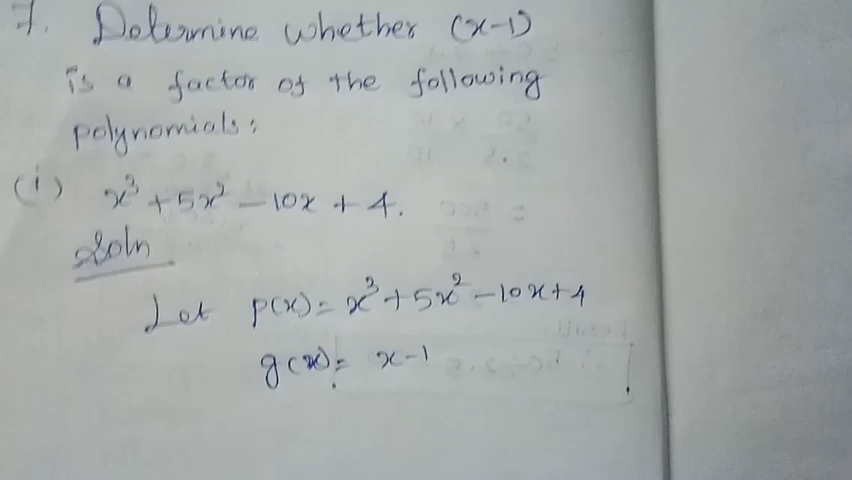 7. Determine whether (x-1)
is a factor of the following
polynomials:
(i) x³ + 5x² - 10x + 4.
Soln
Let p(x) = x³ + 5x² - 10x + 4
g(x) = x-1